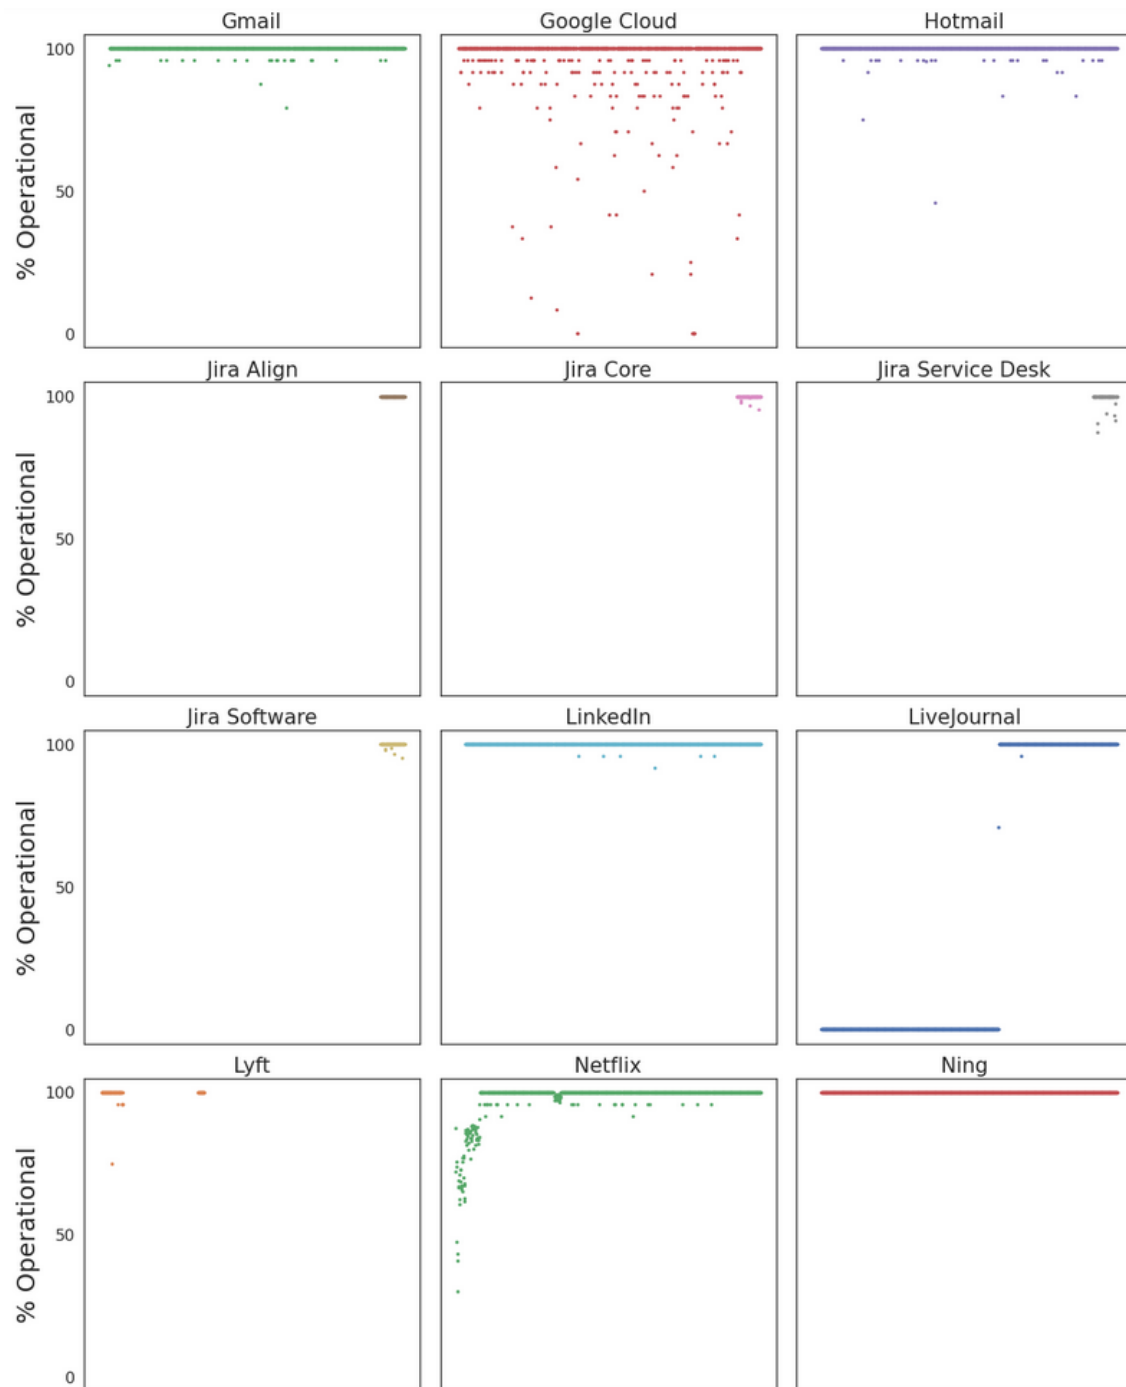 Gmail
Google Cloud
Hotmail
100
50
0
% Operational
Jira Align
Jira Core
Jira Service Desk
100
50
0
% Operational
Jira Software
LinkedIn
LiveJournal
100
50
0
% Operational
Lyft
Netflix
Ning
100
50
0
% Operational